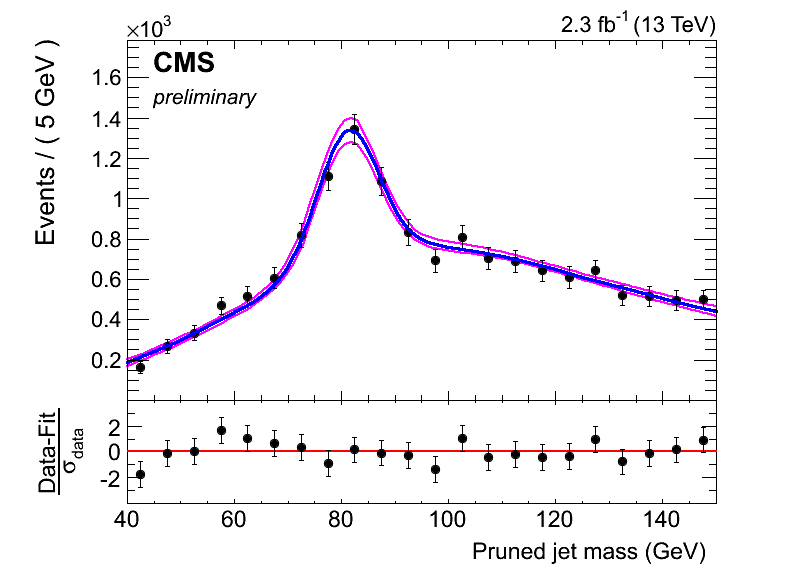 ×10³
2.3 fb⁻¹ (13 TeV)
CMS
preliminary
Events / ( 5 GeV )
1.6
1.4
1.2
1
0.8
0.6
0.4
0.2
Data-Fit
σdata
2
0
-2
40 60 80 100 120 140
Pruned jet mass (GeV)